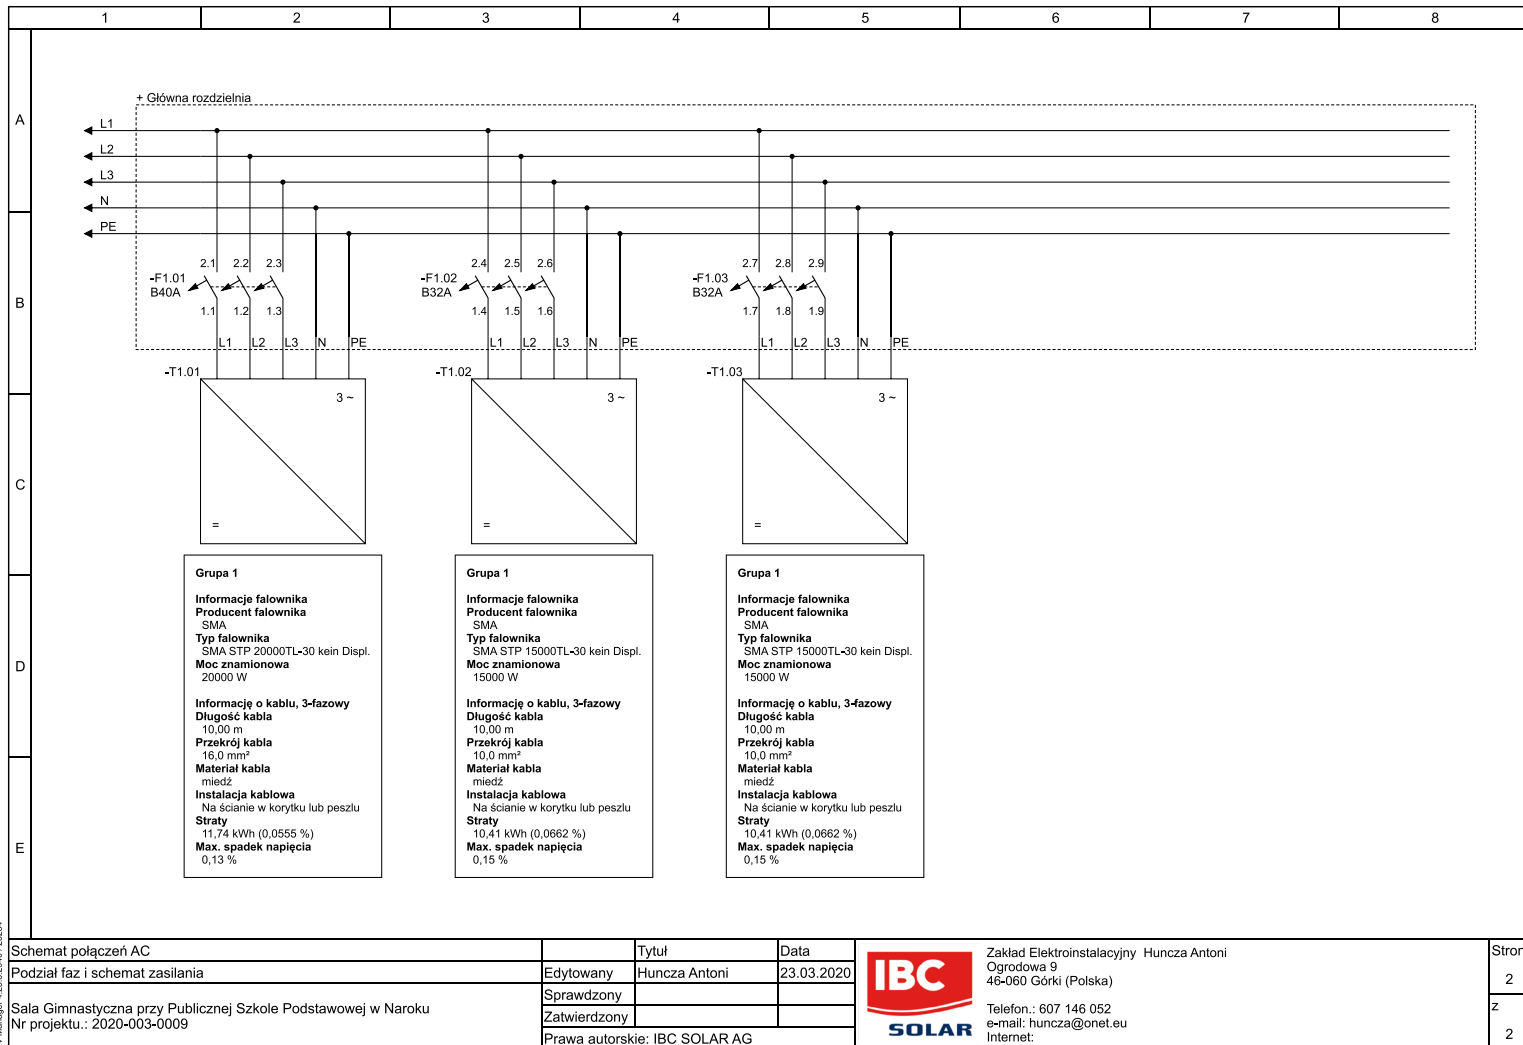 1 2 3 4 5 6 7 8
+ Główna rozdzielnia
A
L1
L2
L3
N
PE
B
2.1 2.2 2.3
-F1.01
B40A
1.1 1.2 1.3
L1 L2 L3 N PE
2.4 2.5 2.6
-F1.02
B32A
1.4 1.5 1.6
L1 L2 L3 N PE
2.7 2.8 2.9
-F1.03
B32A
1.7 1.8 1.9
L1 L2 L3 N PE
-T1.01
3 ~
=
-T1.02
3 ~
=
-T1.03
3 ~
=
C
D
E
Grupa 1
Informacje falownika
Producent falownika
SMA
Typ falownika
SMA STP 20000TL-30 kein Displ.
Moc znamionowa
20000 W
Informację o kablu, 3-fazowy
Długość kabla
10,00 m
Przekrój kabla
16,0 mm²
Materiał kabla
miedź
Instalacja kablowa
Na ścianie w korytku lub peszlu
Straty
11,74 kWh (0,0555 %)
Max. spadek napięcia
0,13 %
Grupa 1
Informacje falownika
Producent falownika
SMA
Typ falownika
SMA STP 15000TL-30 kein Displ.
Moc znamionowa
15000 W
Informację o kablu, 3-fazowy
Długość kabla
10,00 m
Przekrój kabla
10,0 mm²
Materiał kabla
miedź
Instalacja kablowa
Na ścianie w korytku lub peszlu
Straty
10,41 kWh (0,0662 %)
Max. spadek napięcia
0,15 %
Grupa 1
Informacje falownika
Producent falownika
SMA
Typ falownika
SMA STP 15000TL-30 kein Displ.
Moc znamionowa
15000 W
Informację o kablu, 3-fazowy
Długość kabla
10,00 m
Przekrój kabla
10,0 mm²
Materiał kabla
miedź
Instalacja kablowa
Na ścianie w korytku lub peszlu
Straty
10,41 kWh (0,0662 %)
Max. spadek napięcia
0,15 %
Schemat połączeń AC
Podział faz i schemat zasilania
Sala Gimnastyczna przy Publicznej Szkole Podstawowej w Naroku
Nr projektu.: 2020-003-0009
Tytuł Data
Edytowany Huncza Antoni 23.03.2020
Sprawdzony
Zatwierdzony
Prawa autorskie: IBC SOLAR AG
IBC
SOLAR
Zakład Elektroinstalacyjny Huncza Antoni
Ogrodowa 9
46-060 Górki (Polska)
Telefon.: 607 146 052
e-mail: huncza@onet.eu
Internet:
Stron
2
z
2